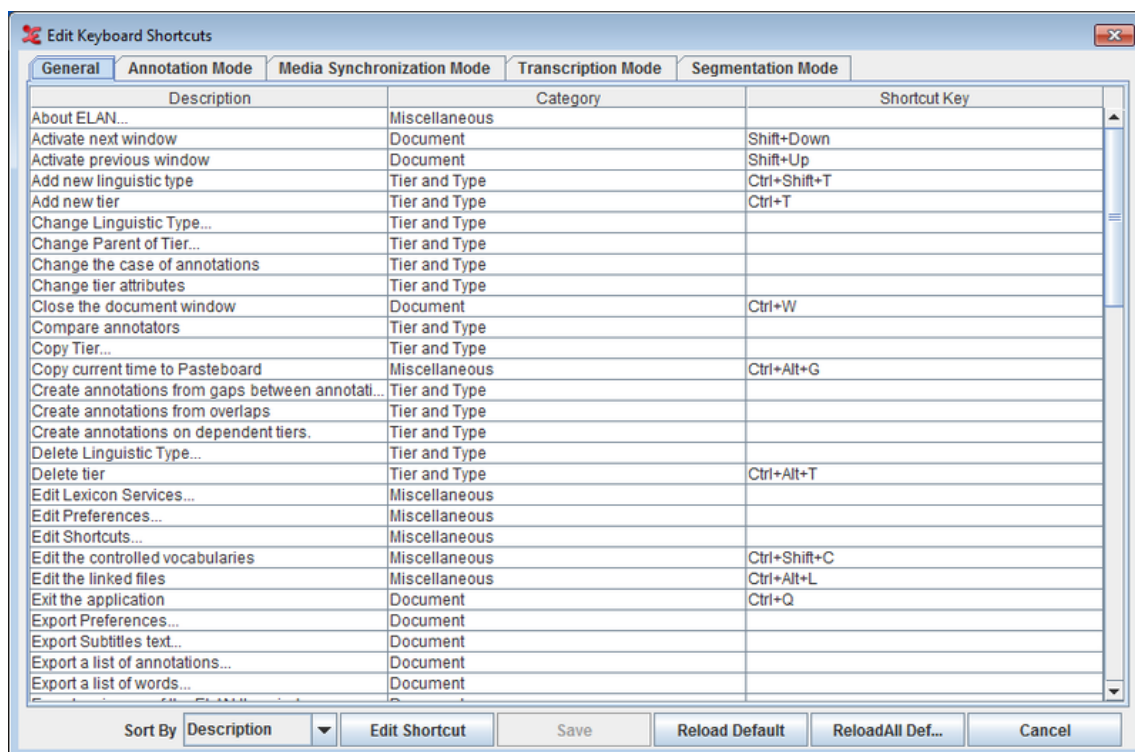 Edit Keyboard Shortcuts
General Annotation Mode Media Synchronization Mode Transcription Mode Segmentation Mode
Description Category Shortcut Key
About ELAN... Miscellaneous
Activate next window Document Shift+Down
Activate previous window Document Shift+Up
Add new linguistic type Tier and Type Ctrl+Shift+T
Add new tier Tier and Type Ctrl+T
Change Linguistic Type... Tier and Type
Change Parent of Tier... Tier and Type
Change the case of annotations Tier and Type
Change tier attributes Tier and Type
Close the document window Document Ctrl+W
Compare annotators Tier and Type
Copy Tier... Tier and Type
Copy current time to Pasteboard Miscellaneous Ctrl+Alt+G
Create annotations from gaps between annotati... Tier and Type
Create annotations from overlaps Tier and Type
Create annotations on dependent tiers. Tier and Type
Delete Linguistic Type... Tier and Type
Delete tier Tier and Type Ctrl+Alt+T
Edit Lexicon Services... Miscellaneous
Edit Preferences... Miscellaneous
Edit Shortcuts... Miscellaneous
Edit the controlled vocabularies Miscellaneous Ctrl+Shift+C
Edit the linked files Miscellaneous Ctrl+Alt+L
Exit the application Document Ctrl+Q
Export Preferences... Document
Export Subtitles text... Document
Export a list of annotations... Document
Export a list of words... Document
Sort By Description Edit Shortcut Save Reload Default ReloadAll Def... Cancel